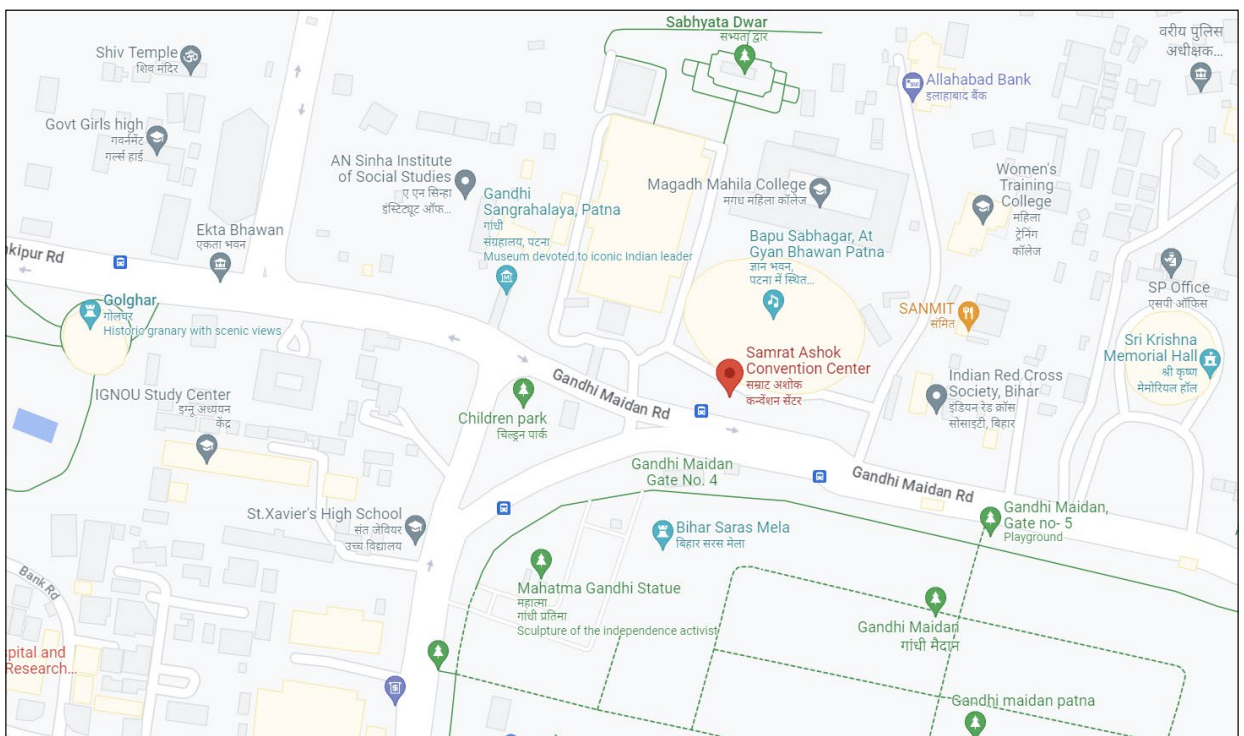 Sabhyata Dwar
सभ्यता द्वार
वरीय पुलिस
अधीक्षक...
Shiv Temple
शिव मंदिर
Allahabad Bank
इलाहाबाद बैंक
Govt Girls high
गवर्नमेंट
गर्ल्स हाई
AN Sinha Institute
of Social Studies
ए एन सिन्हा
इंस्टिट्यूट ऑफ़...
Gandhi
Sangrahalaya, Patna
गांधी
संग्रहालय, पटना
Museum devoted to iconic Indian leader
Magadh Mahila College
मगध महिला कॉलेज
Women's
Training
College
महिला
ट्रेनिंग
कॉलेज
Ekta Bhawan
एकता भवन
Bapu Sabhagar, At
Gyan Bhawan Patna
ज्ञान भवन,
पटना में स्थित...
nkipur Rd
SP Office
एसपी ऑफिस
Golghar
गोलघर
Historic granary with scenic views
SANMIT
संमित
Sri Krishna
Memorial Hall
श्री कृष्ण
मेमोरियल हॉल
Samrat Ashok
Convention Center
सम्राट अशोक
कन्वेंशन सेंटर
Gandhi Maidan Rd
Indian Red Cross
Society, Bihar
इंडियन रेड क्रॉस
सोसाइटी, बिहार
IGNOU Study Center
इग्नू अध्ययन
केंद्र
Children park
चिल्ड्रन पार्क
Gandhi Maidan
Gate No. 4
Gandhi Maidan Rd
St.Xavier's High School
संत जेवियर
उच्च विद्यालय
Gandhi Maidan,
Gate no- 5
Playground
Bihar Saras Mela
बिहार सरस मेला
Bank Rd
Mahatma Gandhi Statue
महात्मा
गांधी प्रतिमा
Sculpture of the independence activist
Gandhi Maidan
गांधी मैदान
spital and
Research...
Gandhi maidan patna